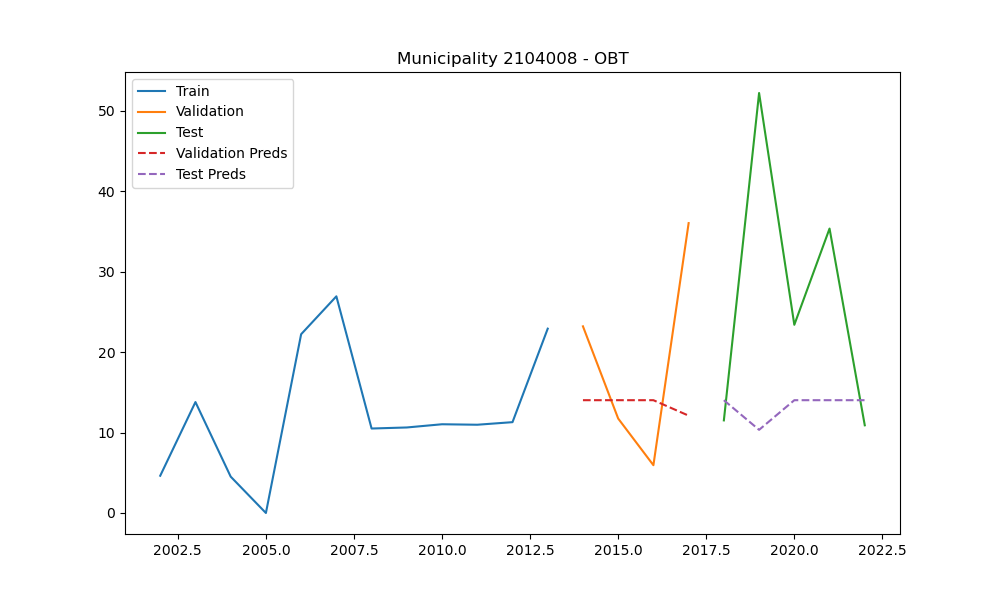 Municipality 2104008 - OBT
Train
Validation
Test
Validation Preds
Test Preds
50
40
30
20
10
0
2002.5 2005.0 2007.5 2010.0 2012.5 2015.0 2017.5 2020.0 2022.5